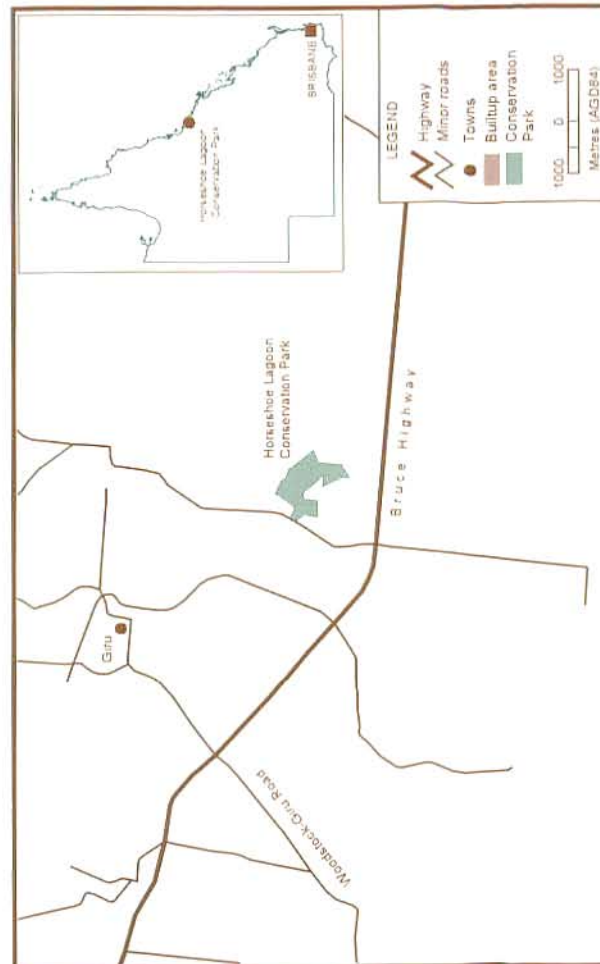 Horseshoe Lagoon
Conservation Park
BRISBANE
Giru
Horseshoe Lagoon
Conservation Park
Bruce Highway
Woodstock-Giru Road
LEGEND
Highway
Minor roads
Towns
Builtup area
Conservation
Park
1000 0 1000
Metres (AGD84)